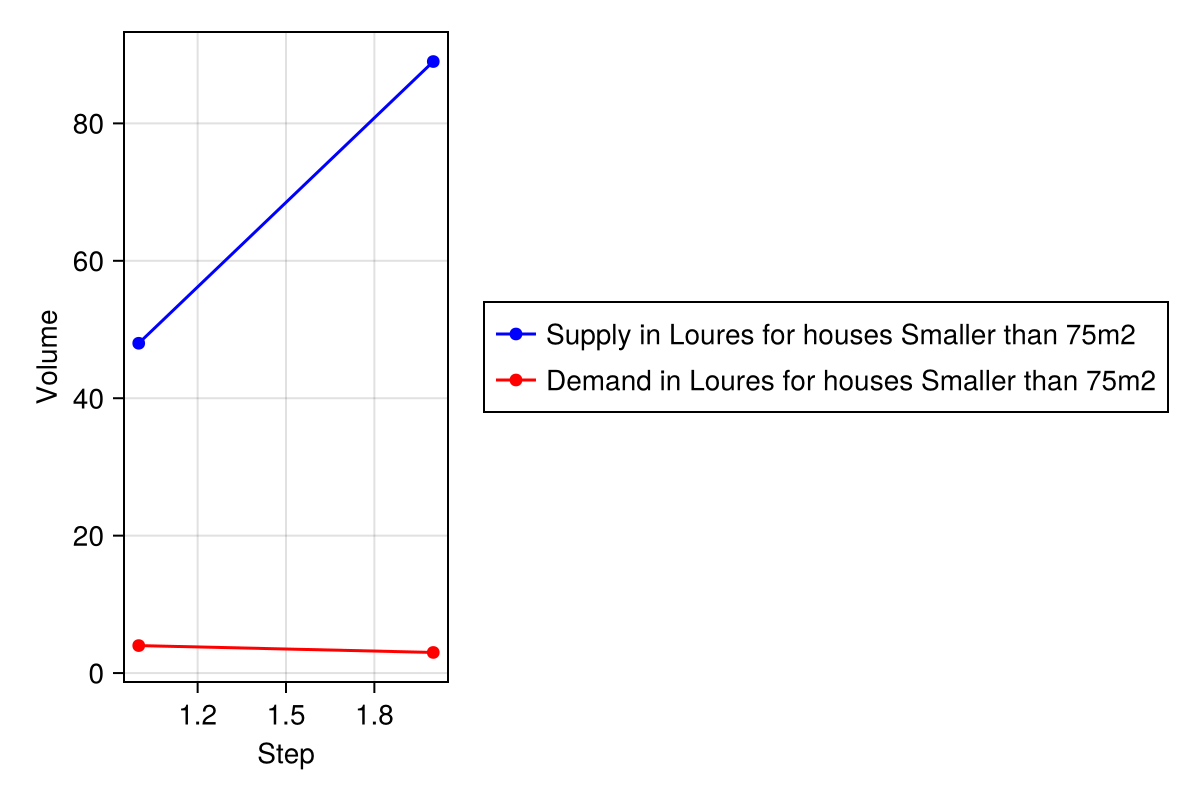 80
60
40
20
0
Volume
1.2 1.5 1.8
Step
Supply in Loures for houses Smaller than 75m2
Demand in Loures for houses Smaller than 75m2